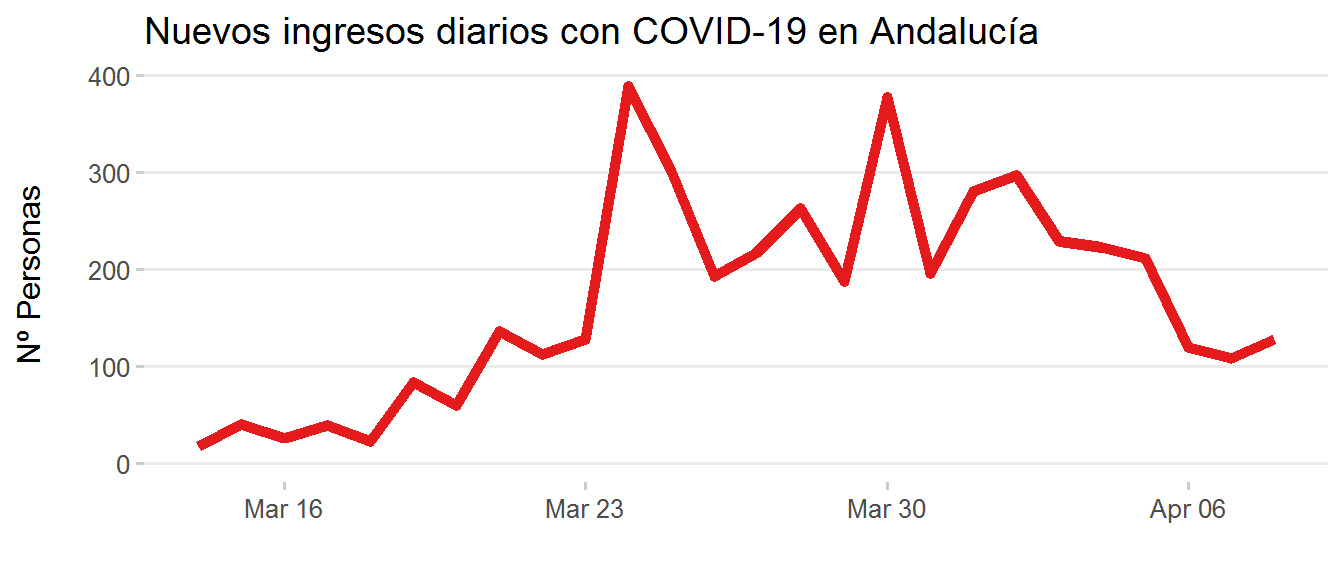 Nuevos ingresos diarios con COVID-19 en Andalucía
400
300
200
100
0
Nº Personas
Mar 16
Mar 23
Mar 30
Apr 06